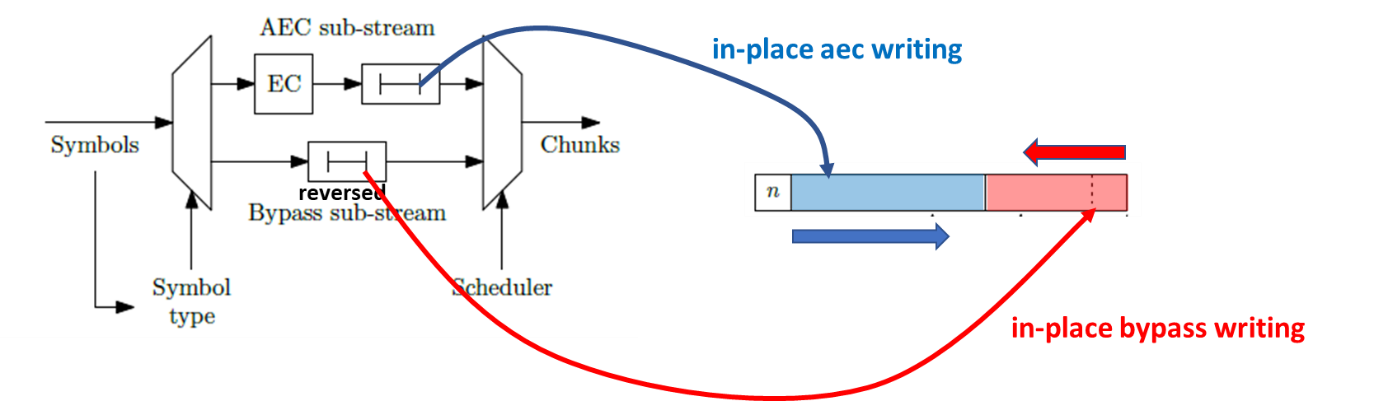 AEC sub-stream
in-place aec writing
EC
Symbols
Chunks
reversed
n
Bypass sub-stream
Symbol
type
Scheduler
in-place bypass writing